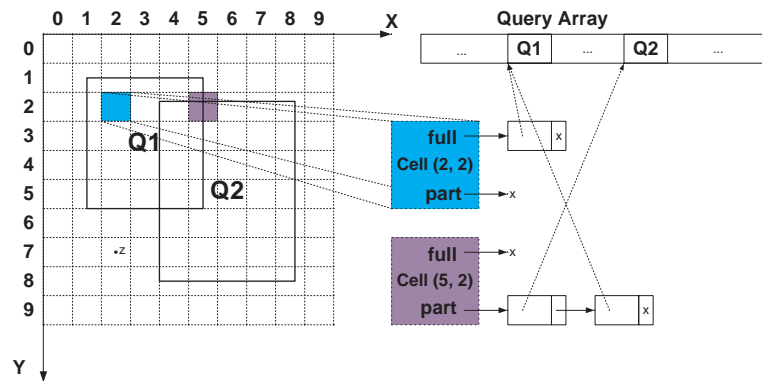 0 1 2 3 4 5 6 7 8 9 X
Query Array
0
... Q1 ... Q2 ...
1
2
3
full x
Q1
4
Cell (2, 2)
5
Q2
part x
6
7
z
full x
8
Cell (5, 2)
9
part x
Y